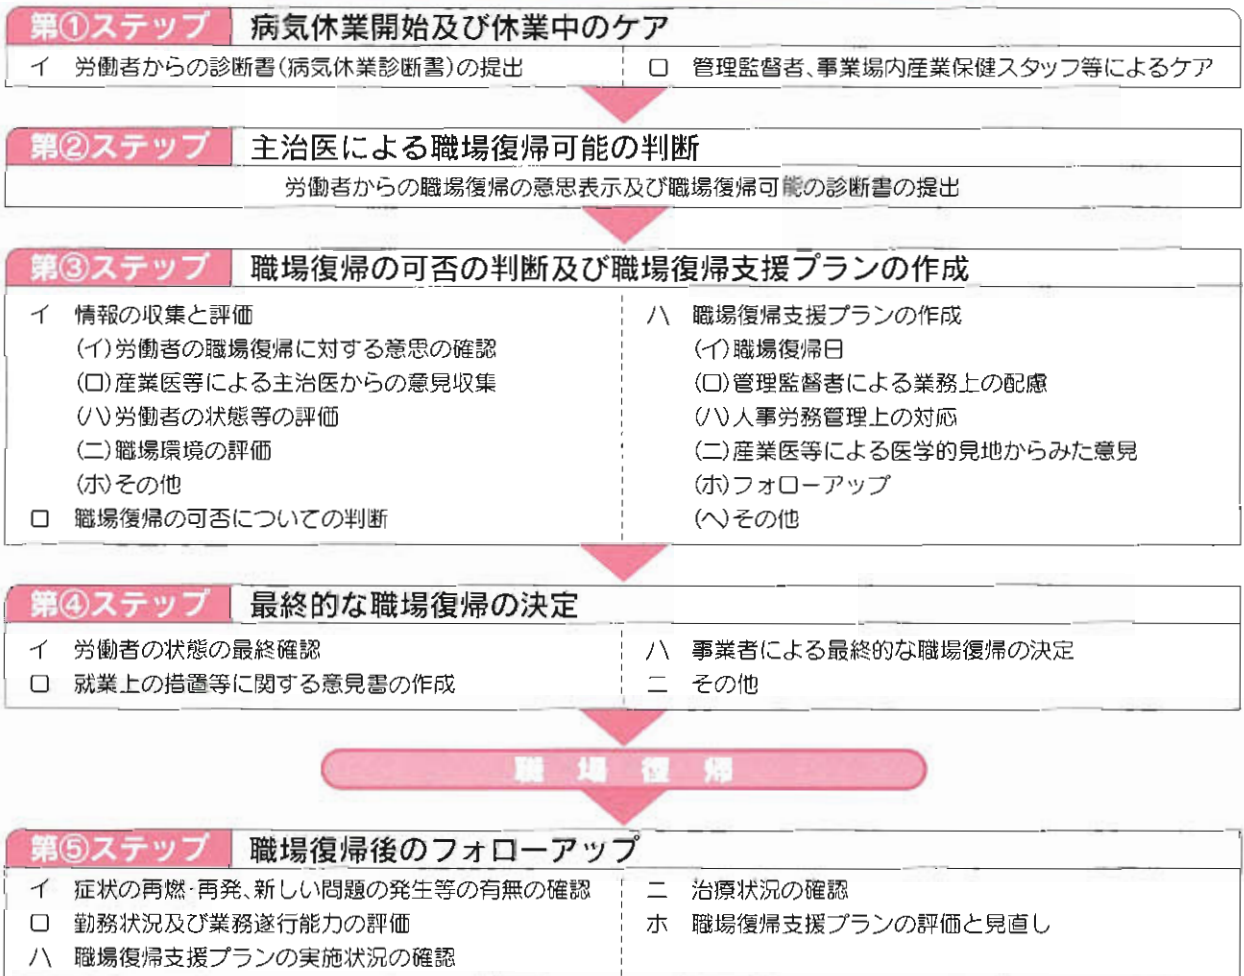 第①ステップ 病気休業開始及び休業中のケア
イ 労働者からの診断書(病気休業診断書)の提出
ロ 管理監督者、事業場内産業保健スタッフ等によるケア
第②ステップ 主治医による職場復帰可能の判断
労働者からの職場復帰の意思表示及び職場復帰可能の診断書の提出
第③ステップ 職場復帰の可否の判断及び職場復帰支援プランの作成
イ 情報の収集と評価
(イ)労働者の職場復帰に対する意思の確認
(ロ)産業医等による主治医からの意見収集
(ハ)労働者の状態等の評価
(ニ)職場環境の評価
(ホ)その他
ロ 職場復帰の可否についての判断
ハ 職場復帰支援プランの作成
(イ)職場復帰日
(ロ)管理監督者による業務上の配慮
(ハ)人事労務管理上の対応
(ニ)産業医等による医学的見地からみた意見
(ホ)フォローアップ
(ヘ)その他
第④ステップ 最終的な職場復帰の決定
イ 労働者の状態の最終確認
ロ 就業上の措置等に関する意見書の作成
ハ 事業者による最終的な職場復帰の決定
ニ その他
職場復帰
第⑤ステップ 職場復帰後のフォローアップ
イ 症状の再燃・再発、新しい問題の発生等の有無の確認
ロ 勤務状況及び業務遂行能力の評価
ハ 職場復帰支援プランの実施状況の確認
ニ 治療状況の確認
ホ 職場復帰支援プランの評価と見直し